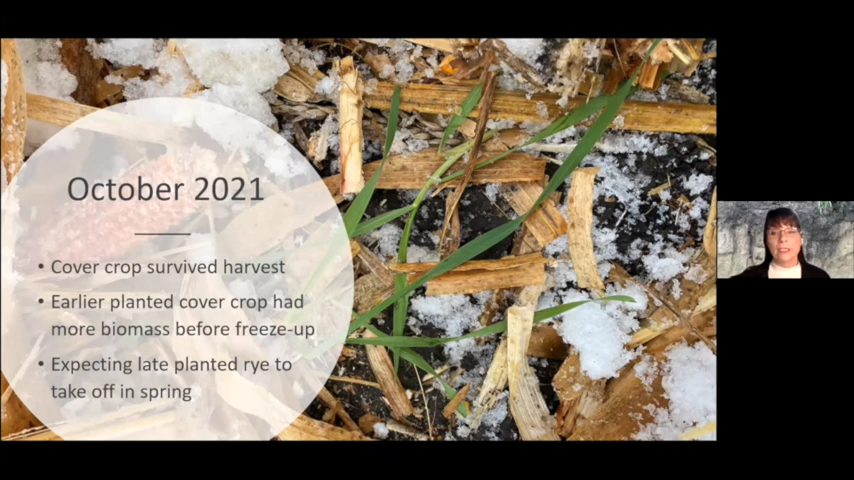 October 2021
• Cover crop survived harvest
• Earlier planted cover crop had
more biomass before freeze-up
• Expecting late planted rye to
take off in spring